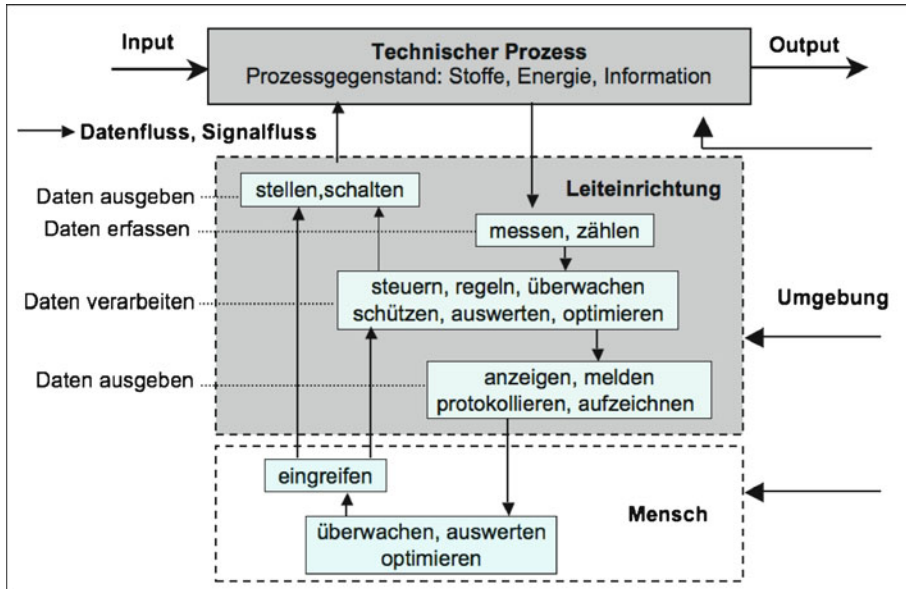 Input
Technischer Prozess
Prozessgegenstand: Stoffe, Energie, Information
Output
Datenfluss, Signalfluss
Daten ausgeben
stellen,schalten
Leiteinrichtung
Daten erfassen
messen, zählen
Daten verarbeiten
steuern, regeln, überwachen
schützen, auswerten, optimieren
Umgebung
Daten ausgeben
anzeigen, melden
protokollieren, aufzeichnen
eingreifen
Mensch
überwachen, auswerten
optimieren